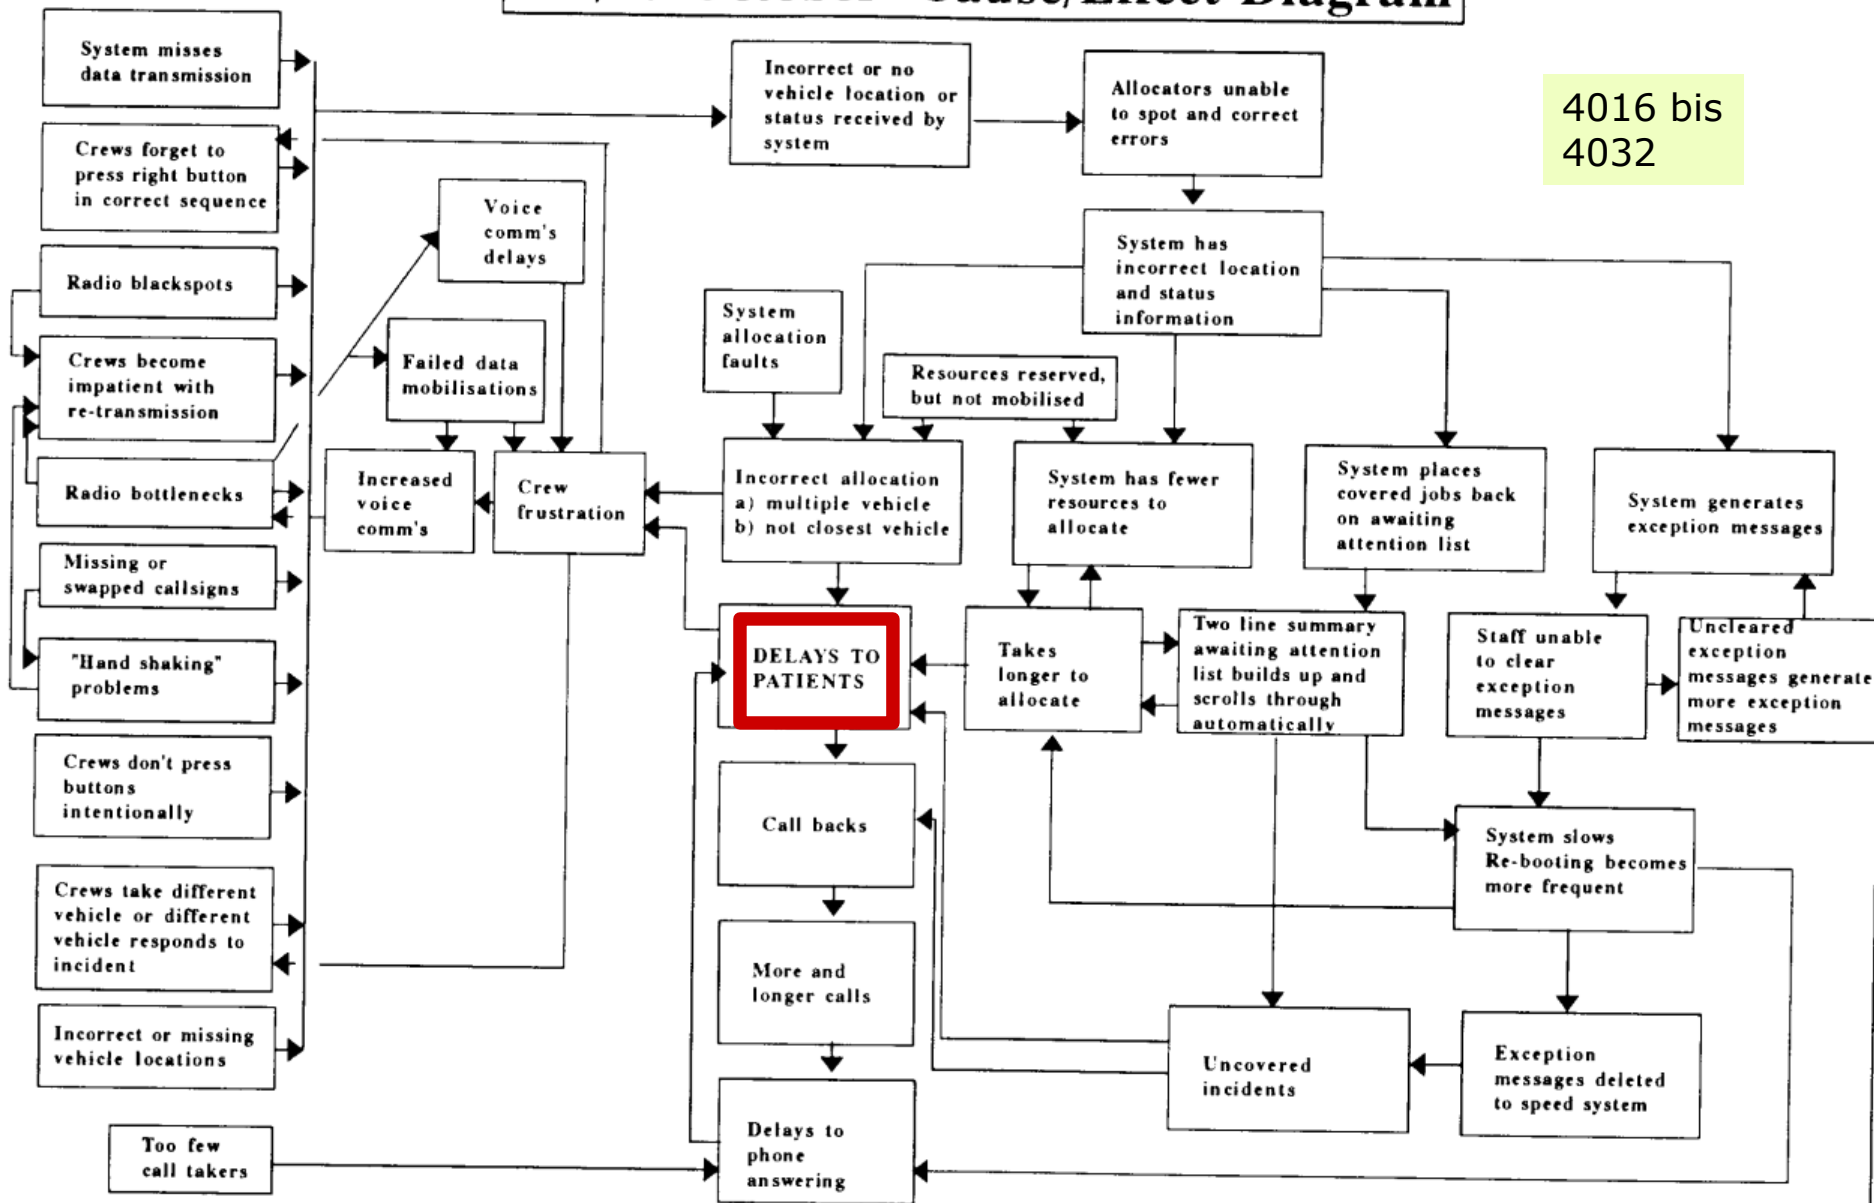 Cause/Effect Diagram
4016 bis
4032
System misses
data transmission
Crews forget to
press right button
in correct sequence
Radio blackspots
Crews become
impatient with
re-transmission
Radio bottlenecks
Missing or
swapped callsigns
"Hand shaking"
problems
Crews don't press
buttons
intentionally
Crews take different
vehicle or different
vehicle responds to
incident
Incorrect or missing
vehicle locations
Too few
call takers
Voice
comm's
delays
Failed data
mobilisations
Increased
voice
comm's
Crew
frustration
Incorrect or no
vehicle location or
status received by
system
Allocators unable
to spot and correct
errors
System has
incorrect location
and status
information
System
allocation
faults
Resources reserved,
but not mobilised
Incorrect allocation
a) multiple vehicle
b) not closest vehicle
System has fewer
resources to
allocate
System places
covered jobs back
on awaiting
attention list
System generates
exception messages
DELAYS TO
PATIENTS
Takes
longer to
allocate
Two line summary
awaiting attention
list builds up and
scrolls through
automatically
Staff unable
to clear
exception
messages
Uncleared
exception
messages generate
more exception
messages
Call backs
System slows
Re-booting becomes
more frequent
More and
longer calls
Uncovered
incidents
Exception
messages deleted
to speed system
Delays to
phone
answering